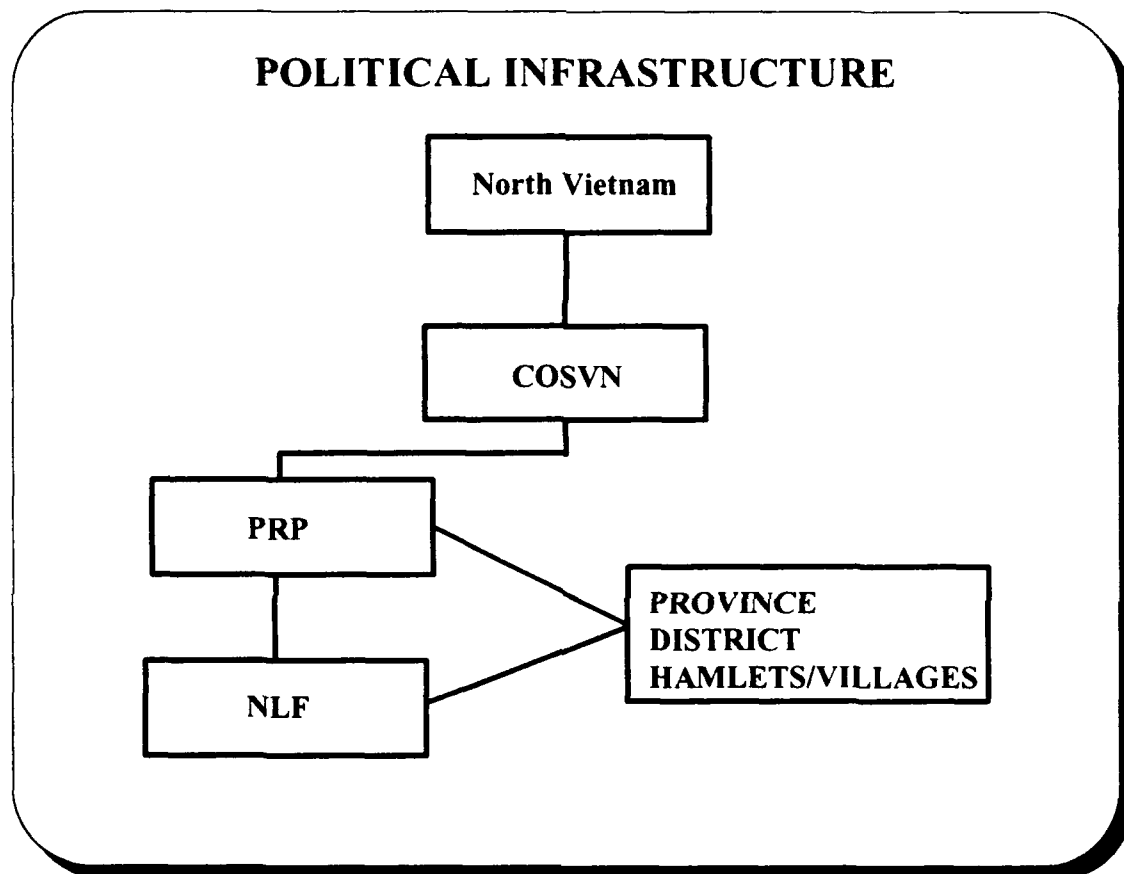 POLITICAL INFRASTRUCTURE
North Vietnam
COSVN
PRP
NLF
PROVINCE
DISTRICT
HAMLETS/VILLAGES